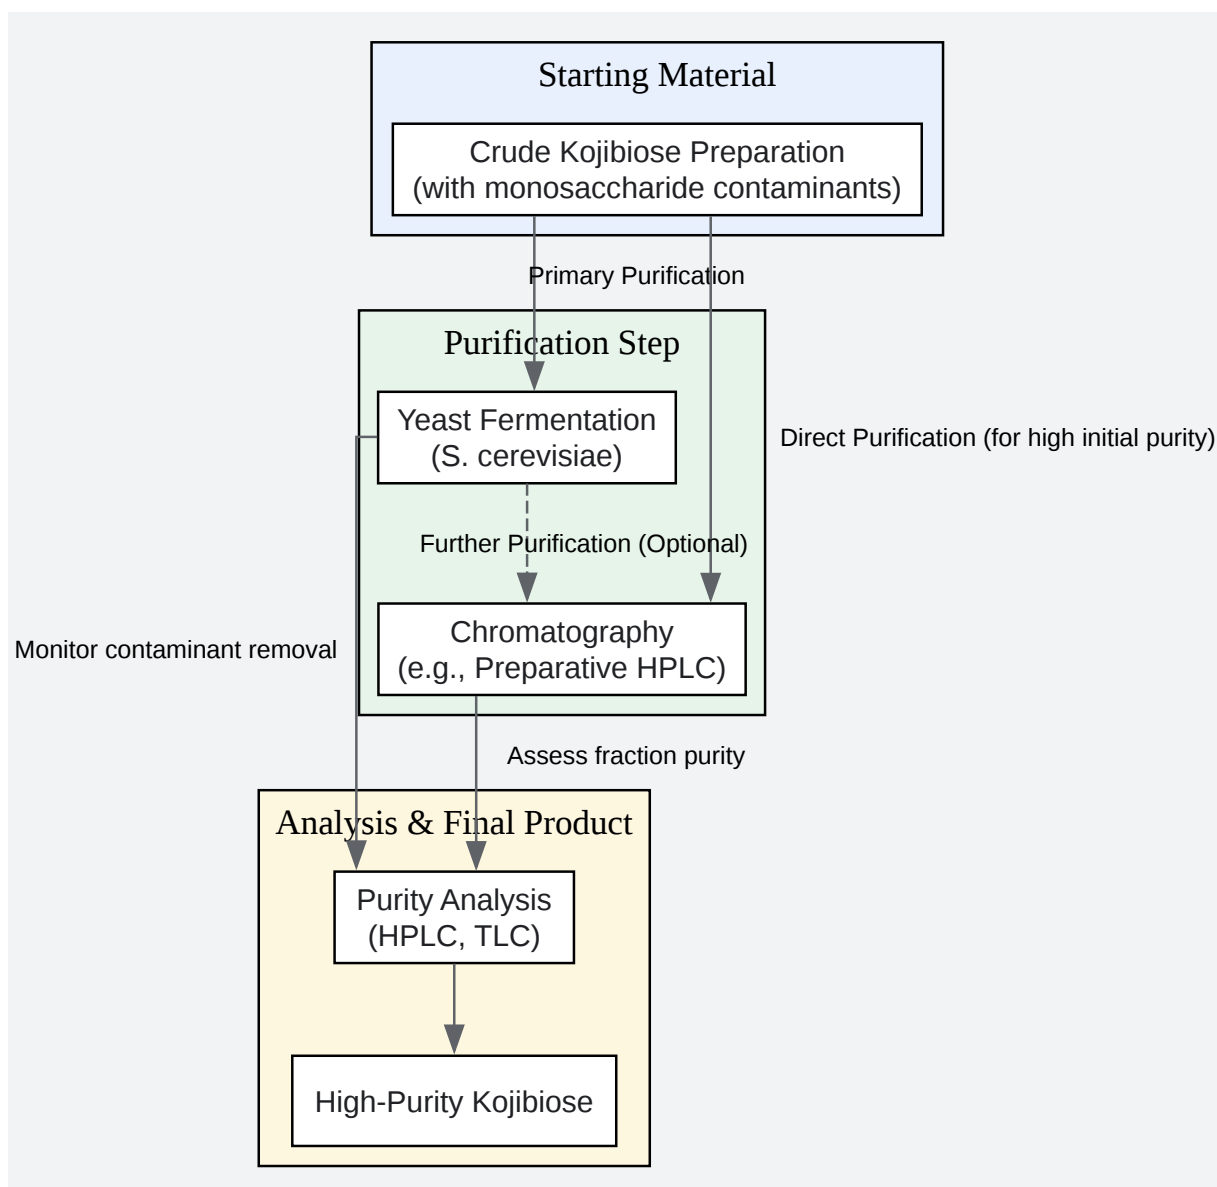 Starting Material
Crude Kojibiose Preparation
(with monosaccharide contaminants)
Primary Purification
Purification Step
Yeast Fermentation
(S. cerevisiae)
Direct Purification (for high initial purity)
Further Purification (Optional)
Chromatography
(e.g., Preparative HPLC)
Monitor contaminant removal
Assess fraction purity
Analysis & Final Product
Purity Analysis
(HPLC, TLC)
High-Purity Kojibiose